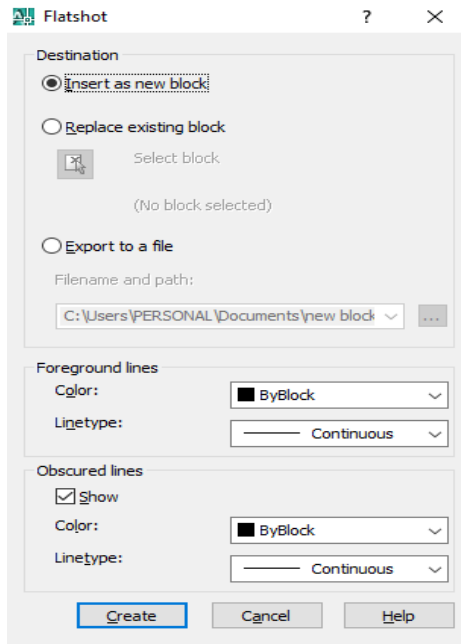 Flatshot ?
Destination
Insert as new block
Replace existing block
Select block
(No block selected)
Export to a file
Filename and path:
C:\Users\PERSONAL\Documents\new block ...
Foreground lines
Color: ByBlock
Linetype: Continuous
Obscured lines
Show
Color: ByBlock
Linetype: Continuous
Create Cancel Help